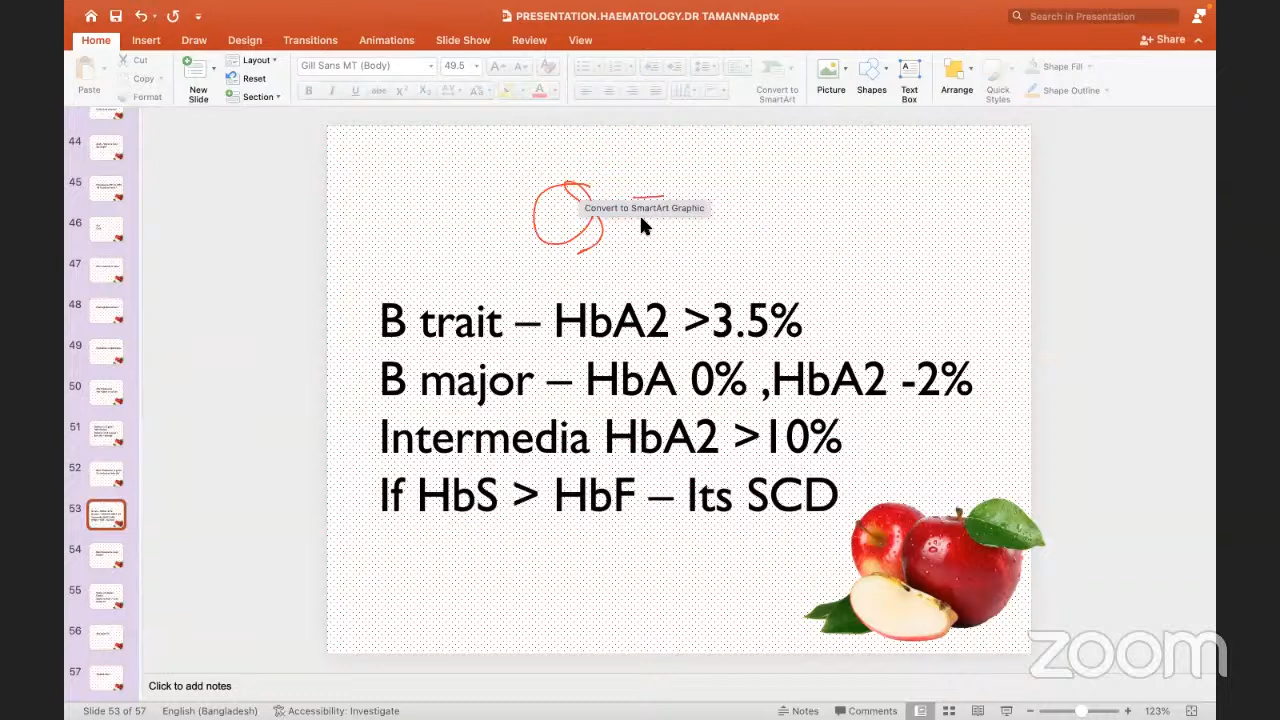 PRESENTATION.HAEMATOLOGY.DR TAMANNApptx
Search in Presentation
Home Insert Draw Design Transitions Animations Slide Show Review View
Share
Paste
Cut
Copy
Format
New Slide
Layout
Reset
Section
Gill Sans MT (Body) 49.5
Convert to SmartArt
Picture
Shapes
Text Box
Arrange
Quick Styles
Shape Fill
Shape Outline
44
45
46
47
48
49
50
51
52
53
54
55
56
57
Convert to SmartArt Graphic
B trait – HbA2 >3.5%
B major – HbA 0% ,HbA2 -2%
Intermedia HbA2 >10%
If HbS > HbF – Its SCD
zoom
Click to add notes
Slide 53 of 57 English (Bangladesh) Accessibility: Investigate Notes Comments 123%